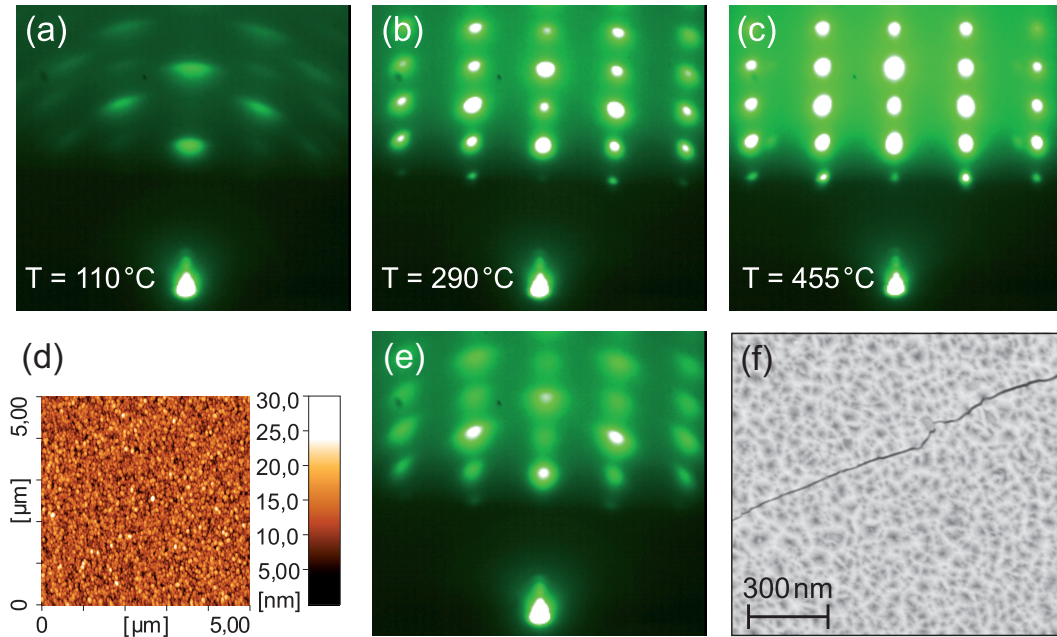 (a)
T = 110 °C
(b)
T = 290 °C
(c)
T = 455 °C
(d)
5,00
[µm]
0
0
[µm]
5,00
30,0
25,0
20,0
15,0
10,0
5,00
[nm]
(e)
(f)
300 nm